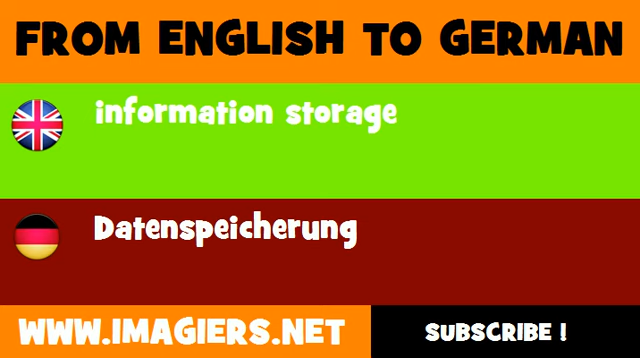 FROM ENGLISH TO GERMAN
information storage
Datenspeicherung
WWW.IMAGIERS.NET
SUBSCRIBE !